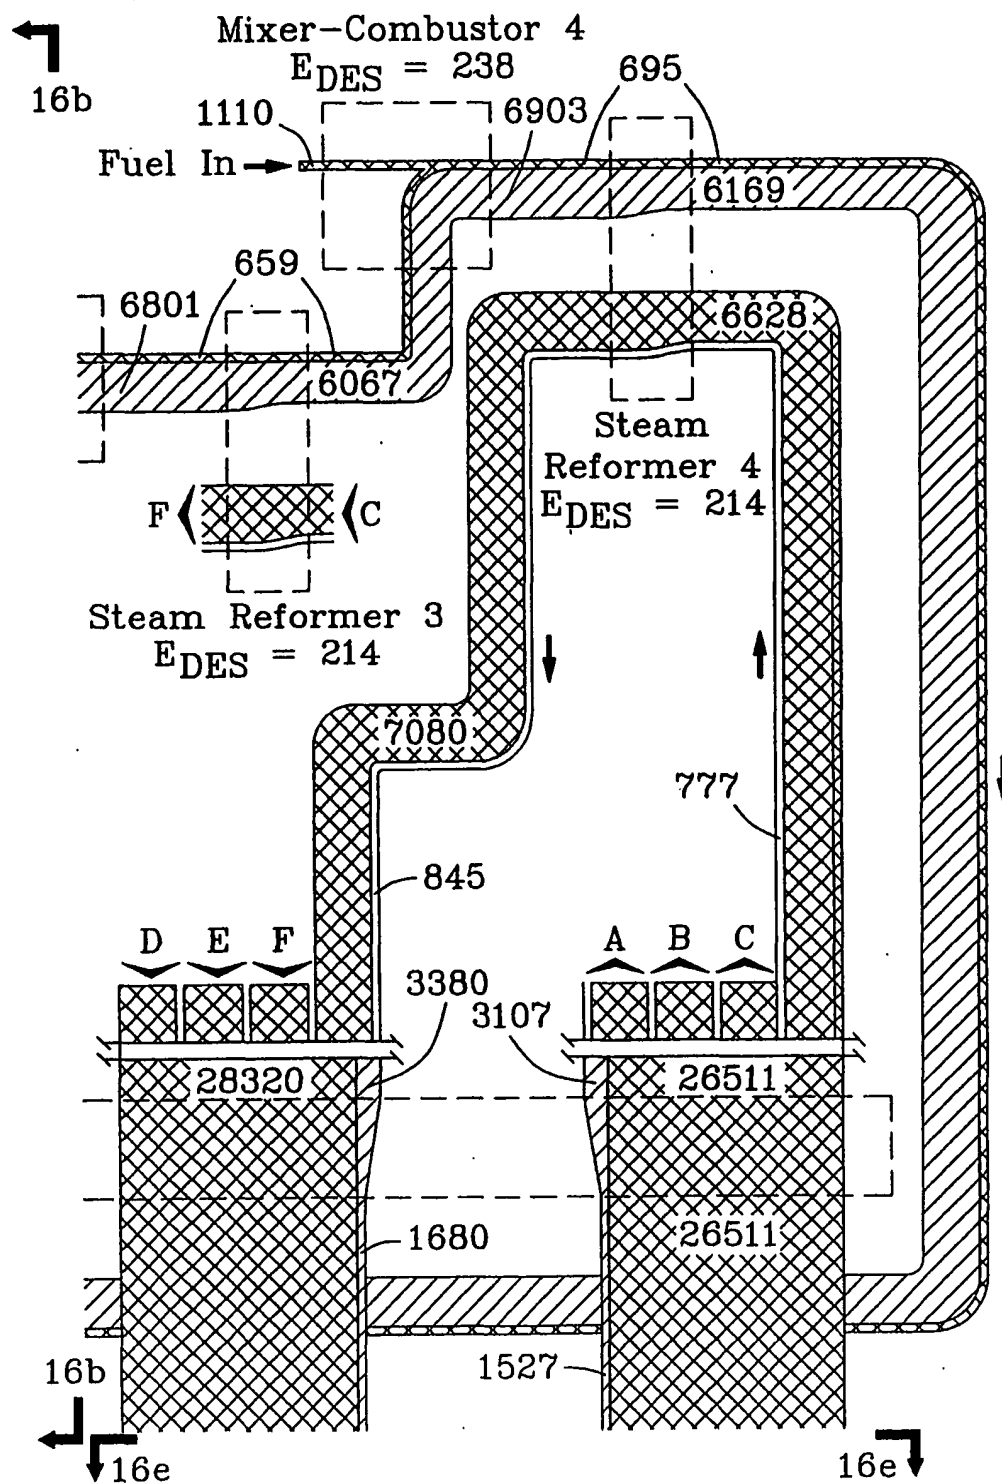 Mixer-Combustor 4
EDES = 238
16b
1110
6903
695
Fuel In
6169
659
6801
6067
6628
Steam
Reformer 4
EDES = 214
F
C
Steam Reformer 3
EDES = 214
7080
777
845
D
E
F
A
B
C
3380
3107
28320
26511
1680
26511
1527
16b
16e
16e